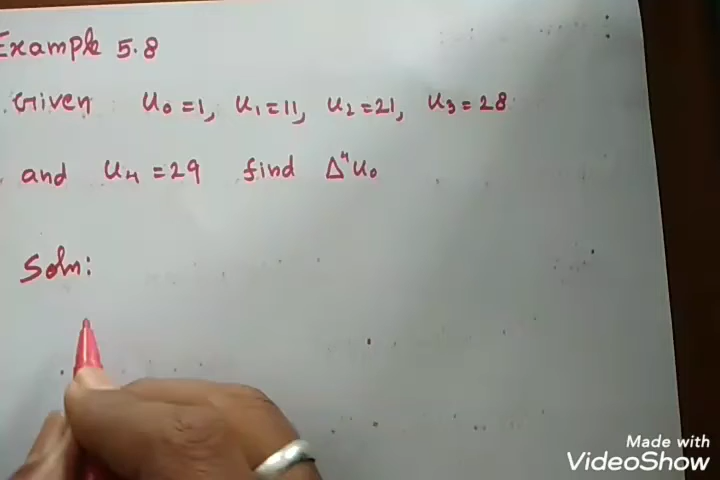 Example 5.8
Given u₀ = 1, u₁ = 11, u₂ = 21, u₃ = 28
and u₄ = 29 find Δ⁴u₀
Soln:
Made with
VideoShow